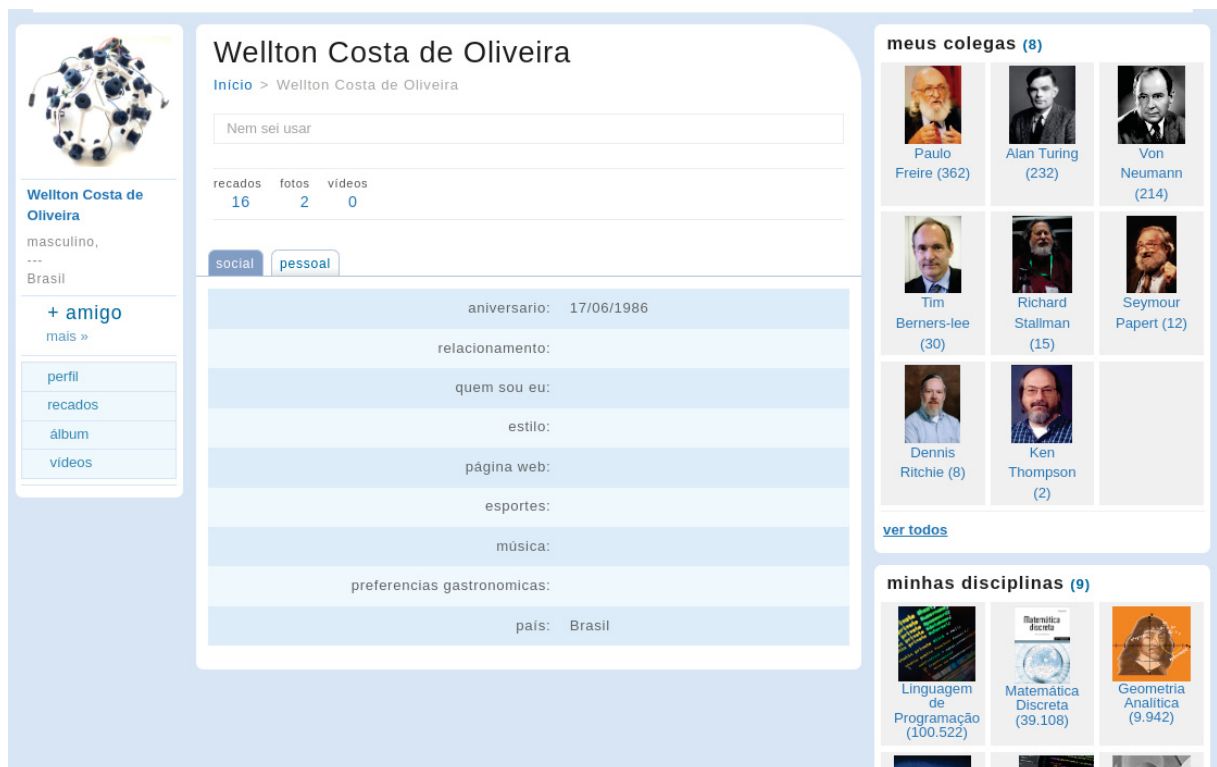 Wellton Costa de
Oliveira
masculino,
---
Brasil
+ amigo
mais »
perfil
recados
álbum
vídeos
Wellton Costa de Oliveira
Início > Wellton Costa de Oliveira
Nem sei usar
recados fotos vídeos
16 2 0
social pessoal
aniversario: 17/06/1986
relacionamento:
quem sou eu:
estilo:
página web:
esportes:
música:
preferencias gastronomicas:
país: Brasil
meus colegas (8)
Paulo
Freire (362)
Alan Turing
(232)
Von
Neumann
(214)
Tim
Berners-lee
(30)
Richard
Stallman
(15)
Seymour
Papert (12)
Dennis
Ritchie (8)
Ken
Thompson
(2)
ver todos
minhas disciplinas (9)
Linguagem
de
Programação
(100.522)
Matemática
discreta
Matemática
Discreta
(39.108)
Geometria
Analítica
(9.942)